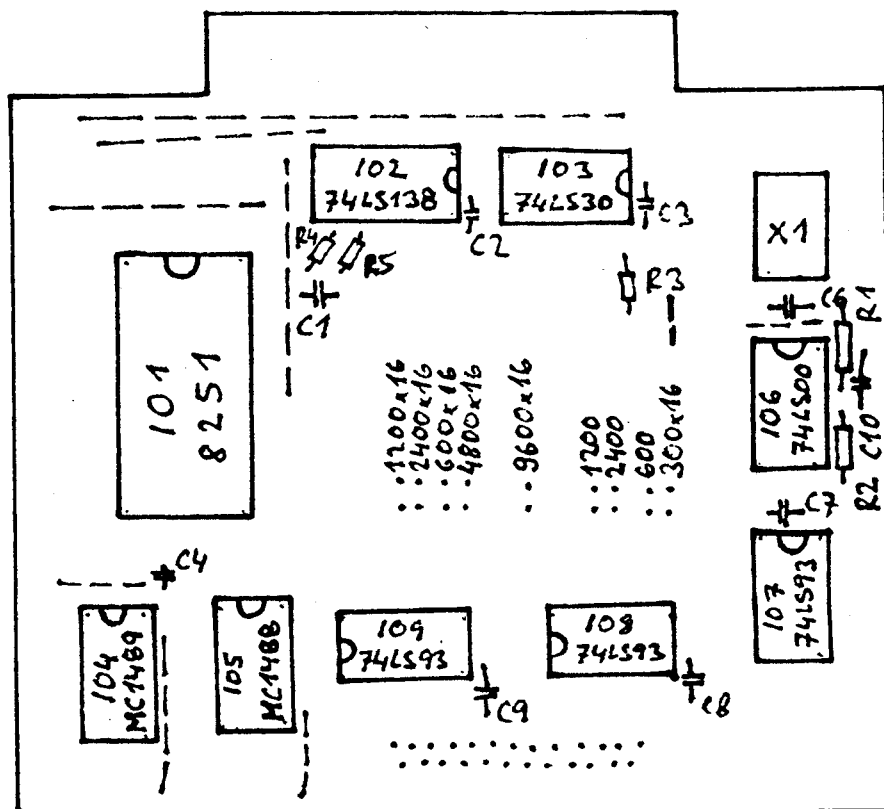 102
74LS138
103
74LS30
C2
C3
X1
R4
R5
C1
R3
C6
R1
101
8251
1200x16
2400x16
600x16
4800x16
9600x16
1200
2400
600
300x16
106
74LS00
C10
R2
C7
C4
104
MC1489
105
MC1488
109
74LS93
C9
108
74LS93
C8
107
74LS93